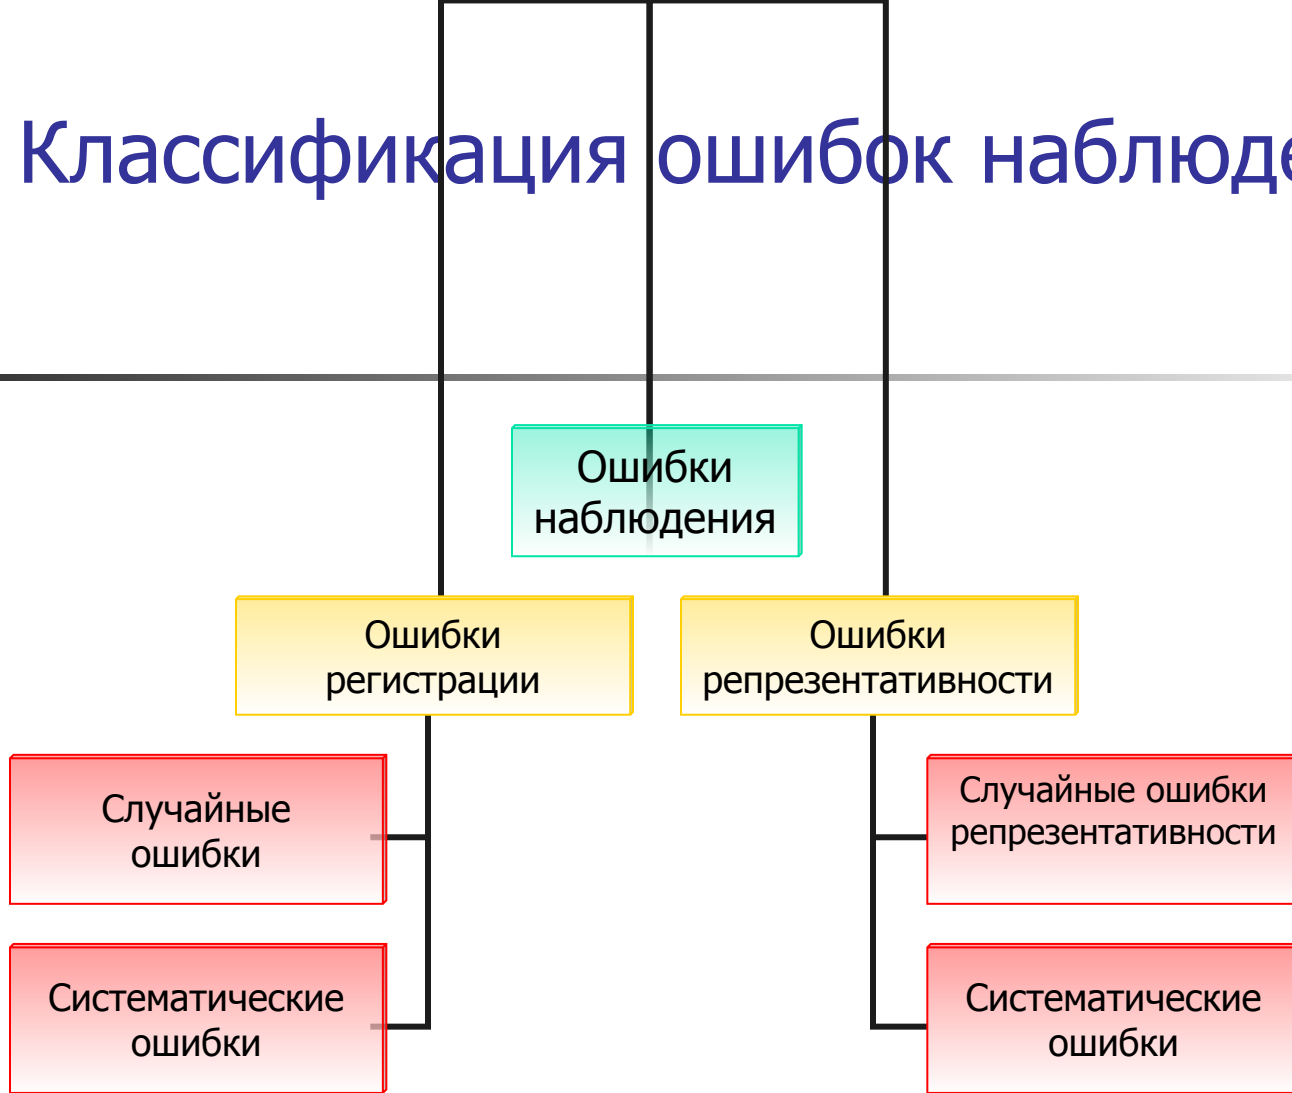 Классификация ошибок наблюде
Ошибки
наблюдения
Ошибки
регистрации
Ошибки
репрезентативности
Случайные
ошибки
Случайные ошибки
репрезентативности
Систематические
ошибки
Систематические
ошибки